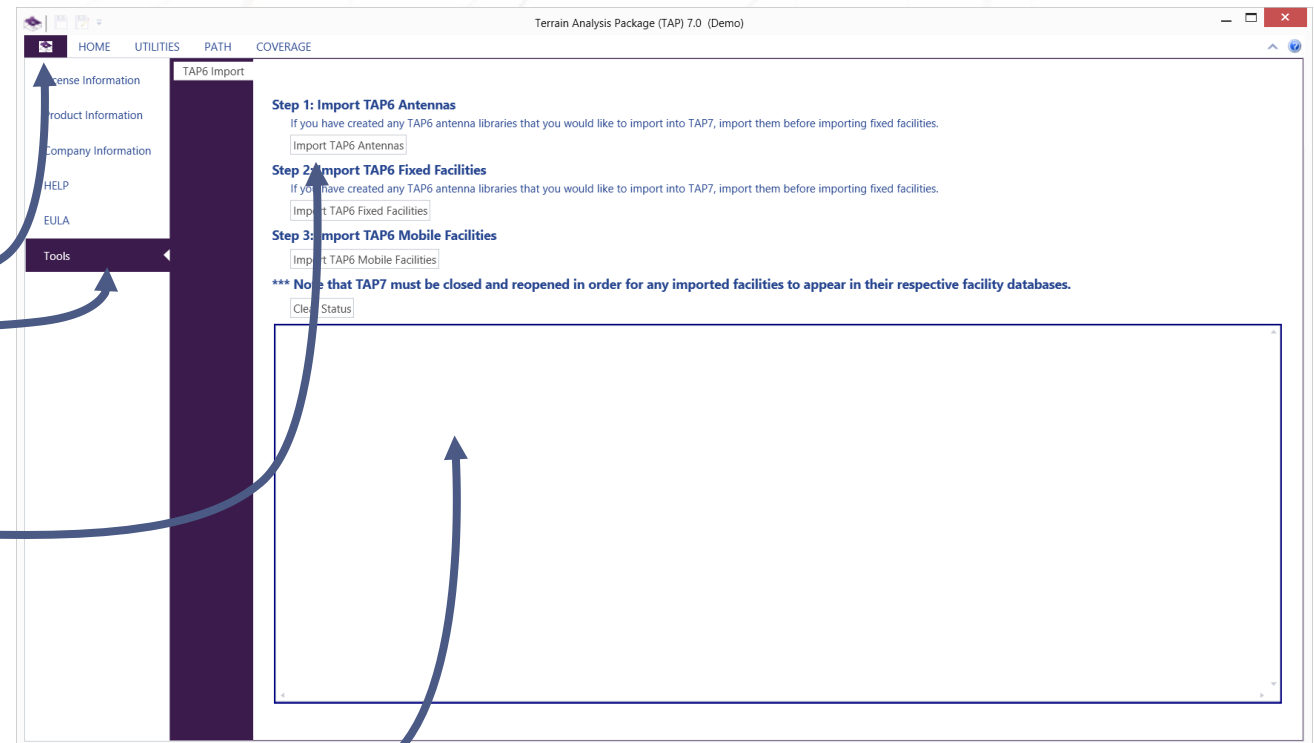 Terrain Analysis Package (TAP) 7.0 (Demo)
HOME UTILITIES PATH COVERAGE
License Information
TAP6 Import
Product Information
Company Information
HELP
EULA
Tools
Step 1: Import TAP6 Antennas
If you have created any TAP6 antenna libraries that you would like to import into TAP7, import them before importing fixed facilities.
Import TAP6 Antennas
Step 2: Import TAP6 Fixed Facilities
If you have created any TAP6 antenna libraries that you would like to import into TAP7, import them before importing fixed facilities.
Import TAP6 Fixed Facilities
Step 3: Import TAP6 Mobile Facilities
Import TAP6 Mobile Facilities
*** Note that TAP7 must be closed and reopened in order for any imported facilities to appear in their respective facility databases.
Clear Status